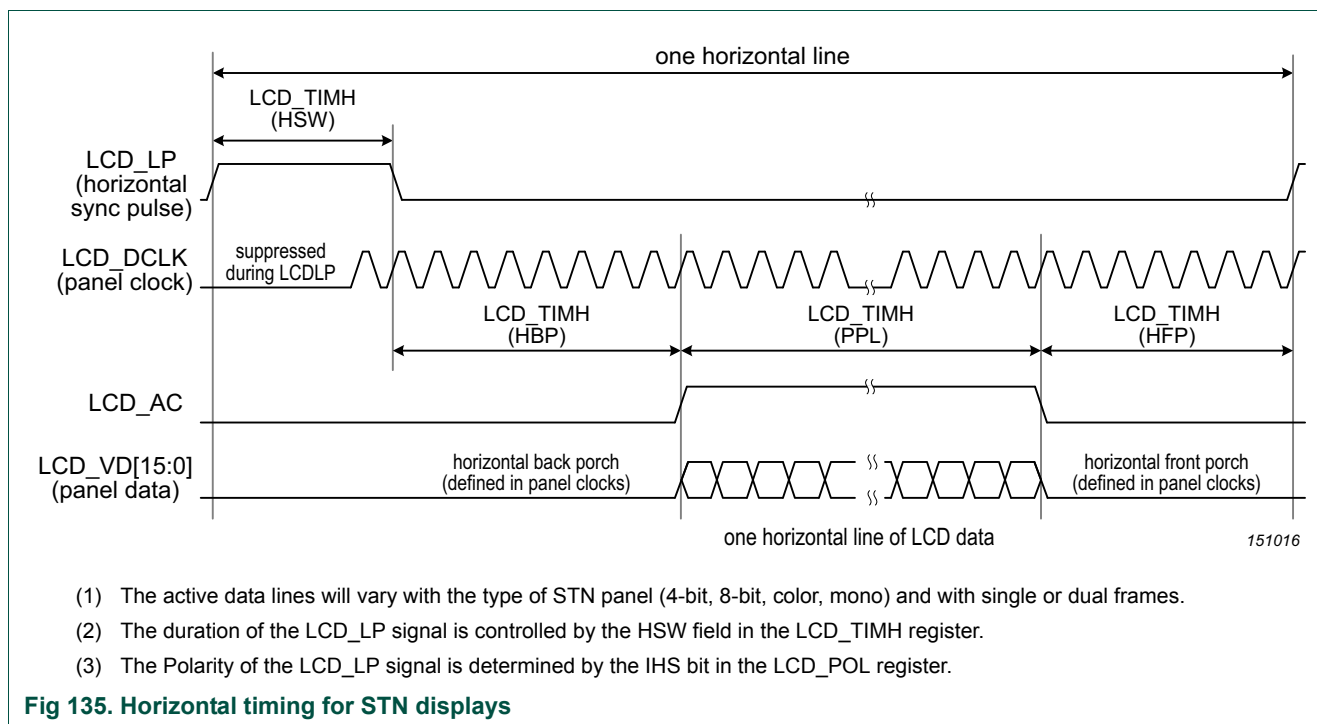 one horizontal line
LCD_TIMH
(HSW)
LCD_LP
(horizontal
sync pulse)
LCD_DCLK
(panel clock)
suppressed
during LCDLP
LCD_TIMH
(HBP)
LCD_TIMH
(PPL)
LCD_TIMH
(HFP)
LCD_AC
LCD_VD[15:0]
(panel data)
horizontal back porch
(defined in panel clocks)
horizontal front porch
(defined in panel clocks)
one horizontal line of LCD data
151016
(1) The active data lines will vary with the type of STN panel (4-bit, 8-bit, color, mono) and with single or dual frames.
(2) The duration of the LCD_LP signal is controlled by the HSW field in the LCD_TIMH register.
(3) The Polarity of the LCD_LP signal is determined by the IHS bit in the LCD_POL register.
Fig 135. Horizontal timing for STN displays